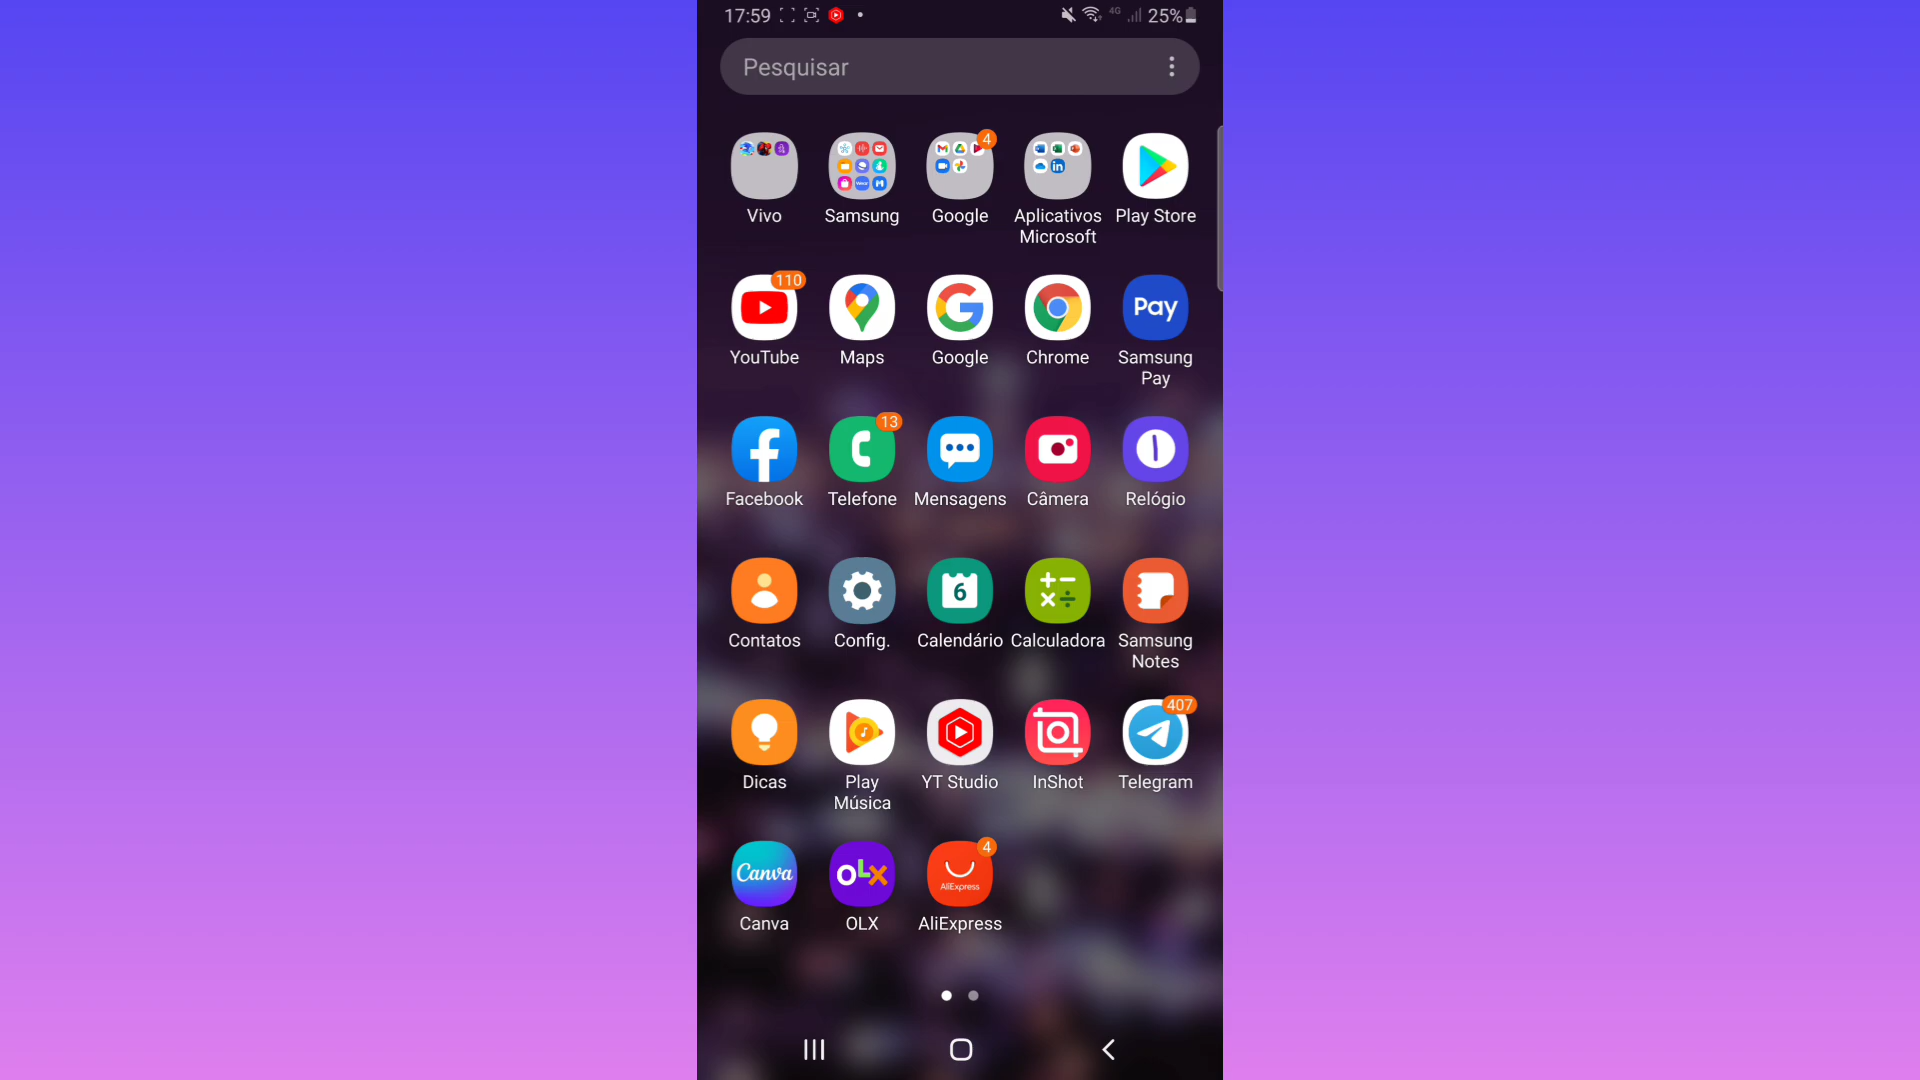 17:59 4G 25%
Pesquisar
4
Vivo Samsung Google Aplicativos Microsoft Play Store
110
Pay
YouTube Maps Google Chrome Samsung Pay
13
Facebook Telefone Mensagens Câmera Relógio
6
Contatos Config. Calendário Calculadora Samsung Notes
407
Dicas Play Música YT Studio InShot Telegram
4
Canva OLX AliExpress
Canva OLX AliExpress